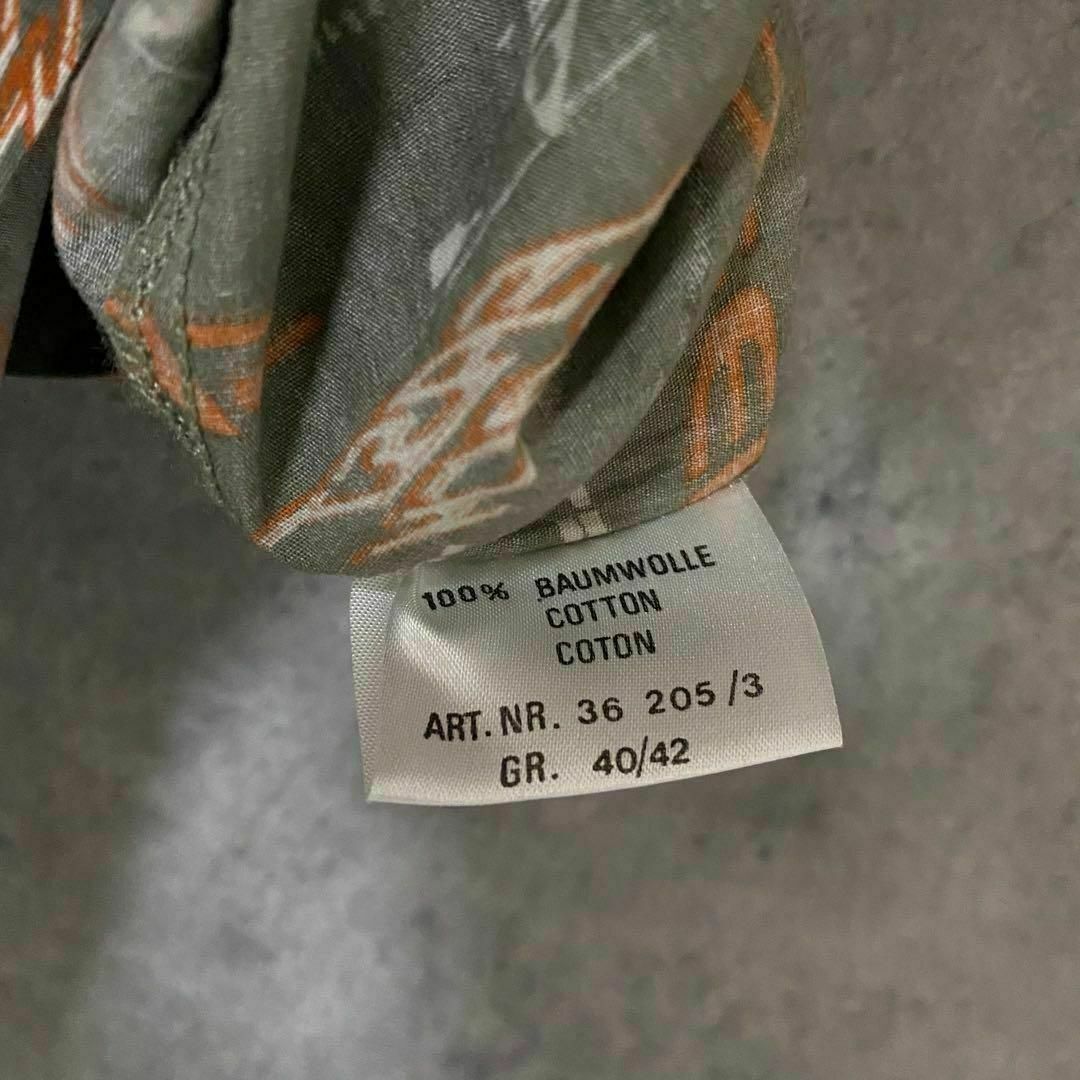 100% BAUMWOLLE
COTTON
COTON
ART. NR. 36 205/3
GR. 40/42